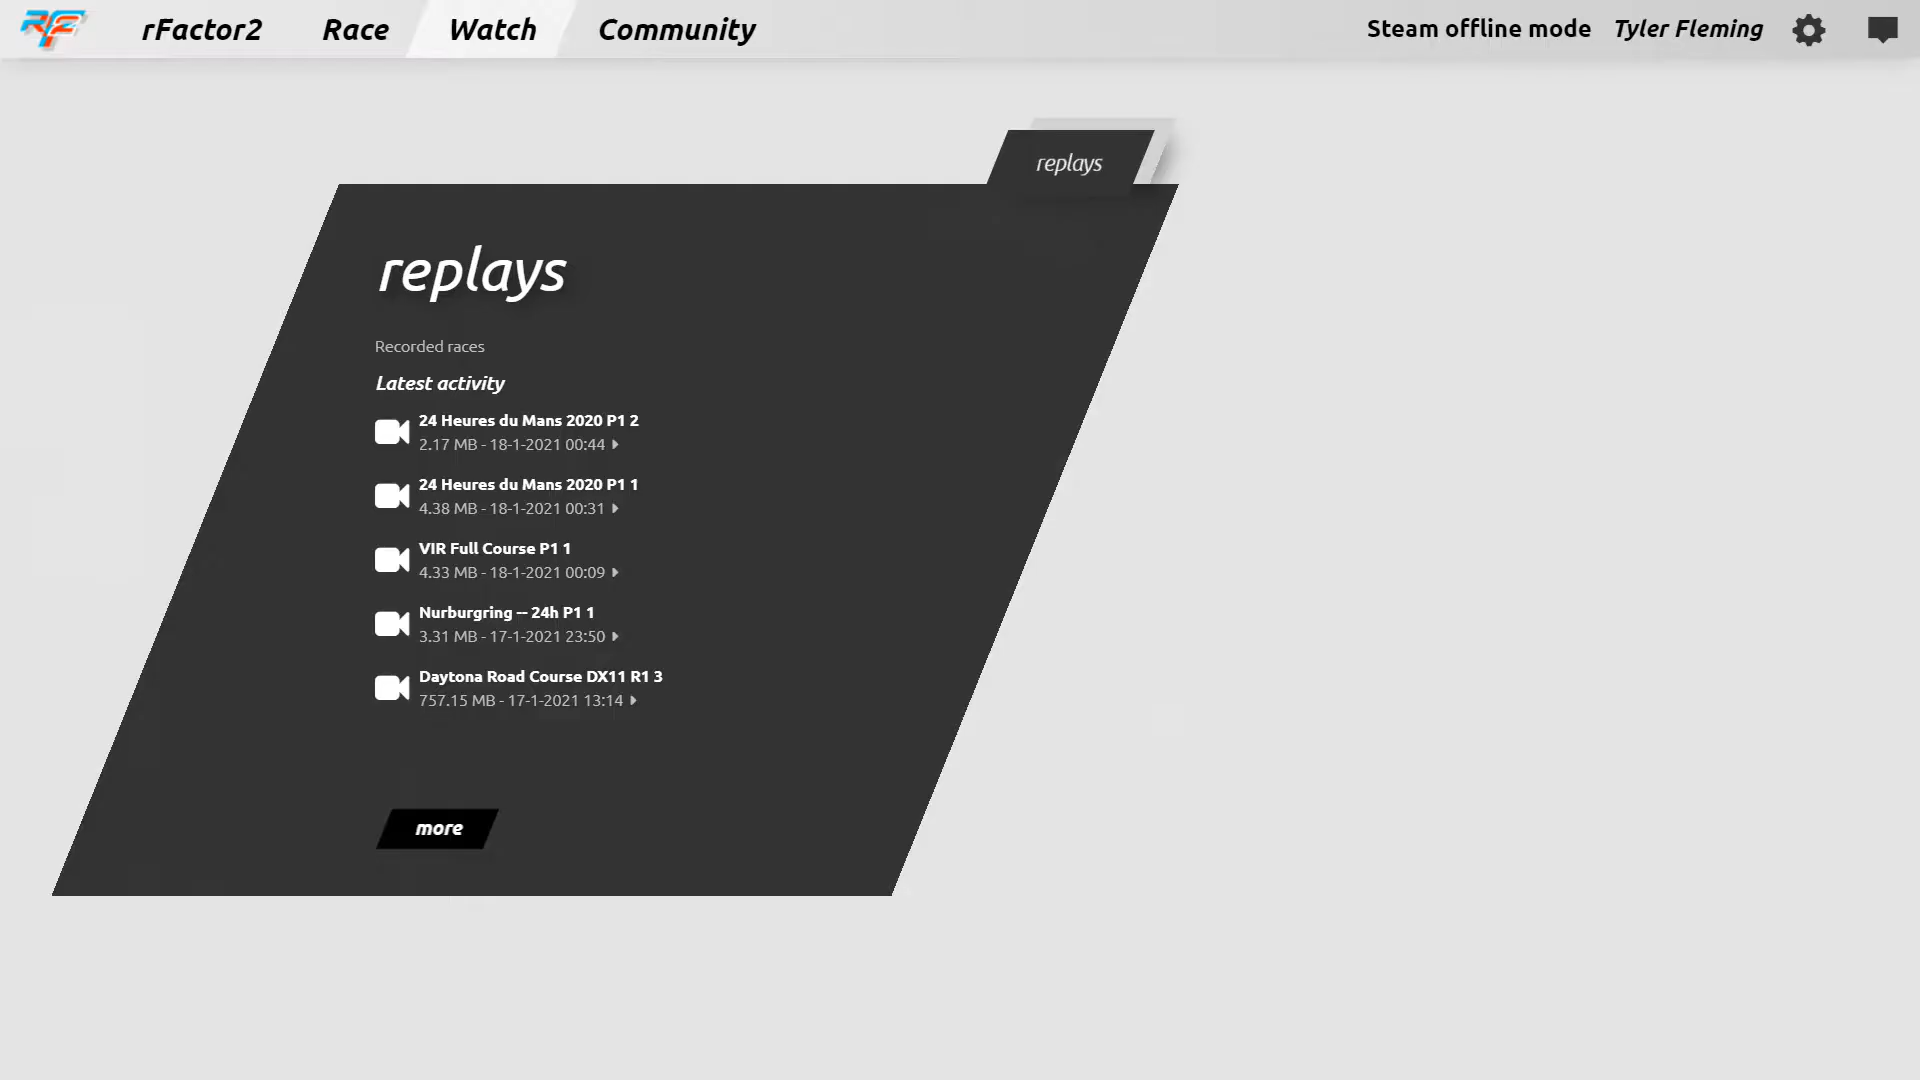 rFactor2 Race Watch Community Steam offline mode Tyler Fleming
replays
replays
Recorded races
Latest activity
24 Heures du Mans 2020 P1 2
2.17 MB - 18-1-2021 00:44
24 Heures du Mans 2020 P1 1
4.38 MB - 18-1-2021 00:31
VIR Full Course P1 1
4.33 MB - 18-1-2021 00:09
Nurburgring -- 24h P1 1
3.31 MB - 17-1-2021 23:50
Daytona Road Course DX11 R1 3
757.15 MB - 17-1-2021 13:14
more